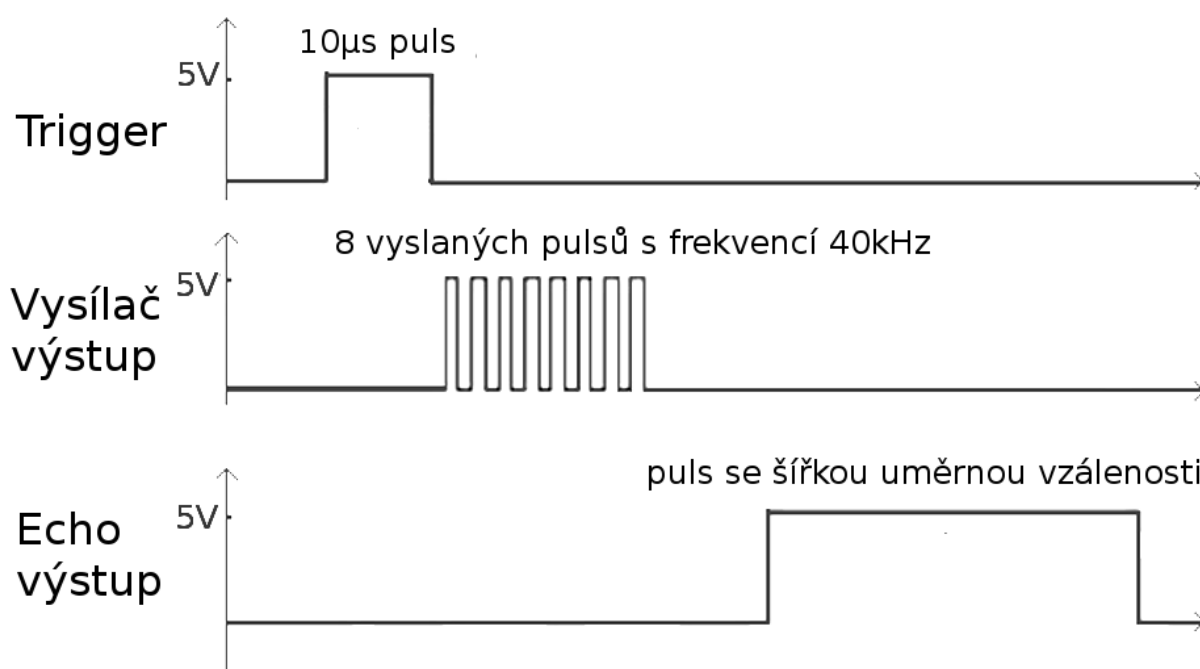 10μs puls
5V
Trigger
8 vyslaných pulsů s frekvencí 40kHz
5V
Vysílač
výstup
puls se šířkou uměrnou vzálenosti
5V
Echo
výstup